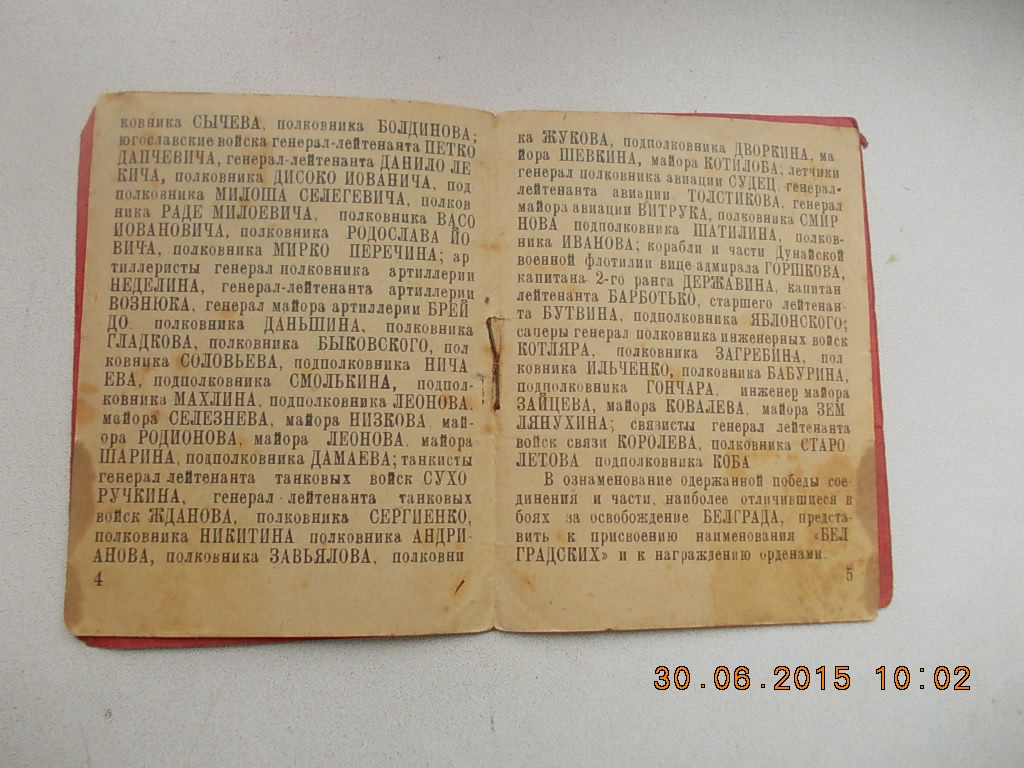 ковника СЫЧЕВА, полковника БОЛДИНОВА;
югославские войска генерал-лейтенанта ПЕТКО
ДАПЧЕВИЧА, генерал-лейтенанта ДАНИЛО ЛЕ
КИЧА, полковника ДИСОКО ИОВАНИЧА, под
полковника МИЛОША СЕЛЕГЕВИЧА, полков
ника РАДЕ МИЛОЕВИЧА, полковника ВАСО
ИОВАНОВИЧА, полковника РОДОСЛАВА ЙО
ВИЧА, полковника МИРКО ПЕРЕЧИНА; ар
тиллеристы генерал полковника артиллерии
НЕДЕЛИНА, генерал-лейтенанта артиллерии
ВОЗНЮКА, генерал майора артиллерии БРЕЙ
ДО. полковника ДАНЬШИНА, полковника
ГЛАДКОВА, полковника БЫКОВСКОГО, пол
ковника СОЛОВЬЕВА, подполковника НИЧА
ЕВА, подполковника СМОЛЬКИНА, подпол-
ковника МАХЛИНА, подполковника ЛЕОНОВА,
майора СЕЛЕЗНЕВА, майора НИЗКОВА, май-
ора РОДИОНОВА, майора ЛЕОНОВА, майора
ШАРИНА, подполковника ДАМАЕВА; танкисты
генерал лейтенанта танковых войск СУХО
РУЧКИНА, генерал-лейтенанта танковых
войск ЖДАНОВА, полковника СЕРГИЕНКО,
полковника НИКИТИНА полковника АНДРИ-
АНОВА, полковника ЗАВЬЯЛОВА, полковни
4
ка ЖУКОВА, подполковника ДВОРКИНА, ма
йора ШЕВКИНА, майора КОТИЛОВА; летчики
генерал полковника авиации СУДЕЦ, генерал-
лейтенанта авиации ТОЛСТИКОВА, генерал
майора авиации ВИТРУКА, полковника СМИР
НОВА подполковника ШАТИЛИНА, полков-
ника ИВАНОВА; корабли и части Дунайской
военной флотилии вице-адмирала ГОРШКОВА,
капитана 2-го ранга ДЕРЖАВИНА, капитан
лейтенанта БАРБОТЬКО, старшего лейтенан-
та БУТВИНА, подполковника ЯБЛОНСКОГО;
саперы генерал полковника инженерных войск
КОТЛЯРА, полковника ЗАГРЕБИНА, пол
ковника ИЛЬЧЕНКО, полковника БАБУРИНА,
подполковника ГОНЧАРА, инженер майора
ЗАЙЦЕВА, майора КОВАЛЕВА, майора ЗЕМ
ЛЯНУХИНА; связисты генерал лейтенанта
войск связи КОРОЛЕВА, полковника СТАРО
ЛЕТОВА подполковника КОБА
В ознаменование одержанной победы сое
динения и части, наиболее отличившиеся в
боях за освобождение БЕЛГРАДА, предста-
вить к присвоению наименования «БЕЛ
ГРАДСКИХ» и к награждению орденами.
5
30.06.2015 10:02